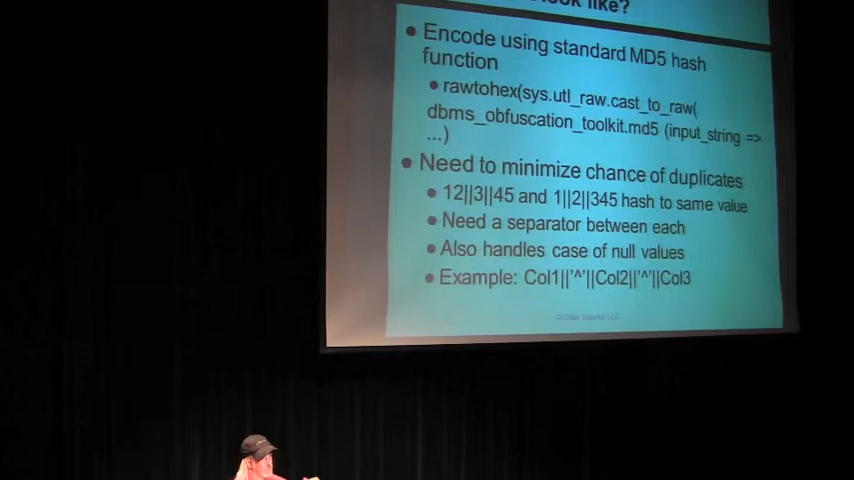 look like?
Encode using standard MD5 hash
function
rawtohex(sys.utl_raw.cast_to_raw(
dbms_obfuscation_toolkit.md5 (input_string =>
...)
Need to minimize chance of duplicates
12||3||45 and 1||2||345 hash to same value
Need a separator between each
Also handles case of null values
Example: Col1||'^'||Col2||'^'||Col3